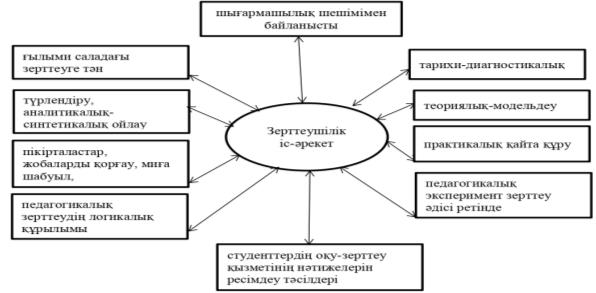 шығармашылық шешімімен
байланысты
ғылыми саладағы
зерттеуге тән
тарихи-диагностикалық
түрлендіру,
аналитикалық-
синтетикалық ойлау
теориялық-модельдеу
Зерттеушілік
іс-әрекет
практикалық қайта құру
пікірталастар,
жобаларды қорғау, миға
шабуыл,
педагогикалық
эксперимент зерттеу
әдісі ретінде
педагогикалық
зерттеудің логикалық
құрылымы
студенттердің оқу-зерттеу
қызметінің нәтижелерін
ресімдеу тәсілдері